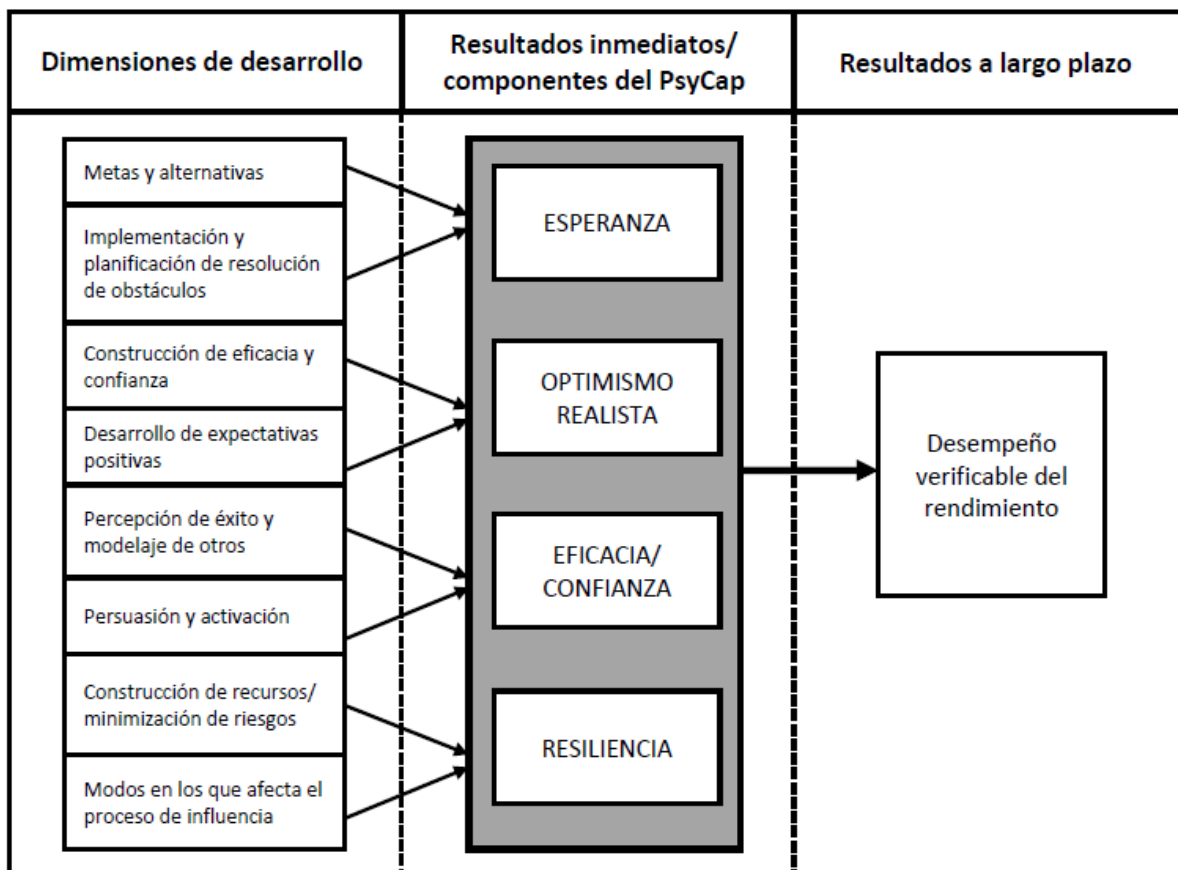 Dimensiones de desarrollo
Resultados inmediatos/
componentes del PsyCap
Resultados a largo plazo
Metas y alternativas
Implementación y
planificación de resolución
de obstáculos
Construcción de eficacia y
confianza
Desarrollo de expectativas
positivas
Percepción de éxito y
modelaje de otros
Persuasión y activación
Construcción de recursos/
minimización de riesgos
Modos en los que afecta el
proceso de influencia
ESPERANZA
OPTIMISMO
REALISTA
EFICACIA/
CONFIANZA
RESILIENCIA
Desempeño
verificable del
rendimiento